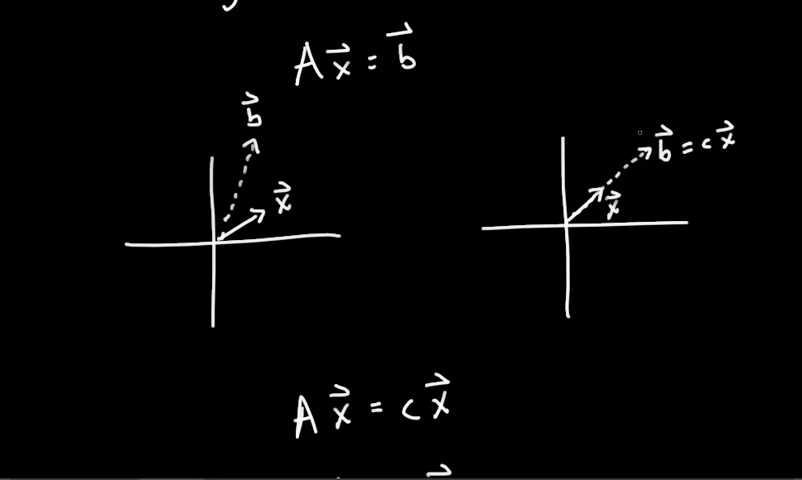 A x⃗ = b⃗
b⃗
x⃗
b⃗ = c x⃗
x⃗
A x⃗ = c x⃗